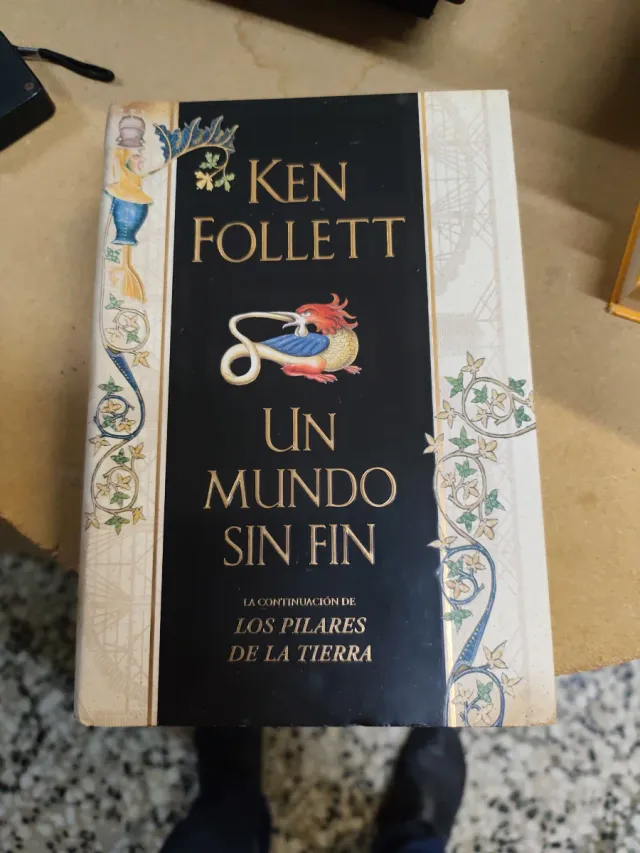 KEN
FOLLETT
UN
MUNDO
SIN FIN
LA CONTINUACIÓN DE
LOS PILARES
DE LA TIERRA